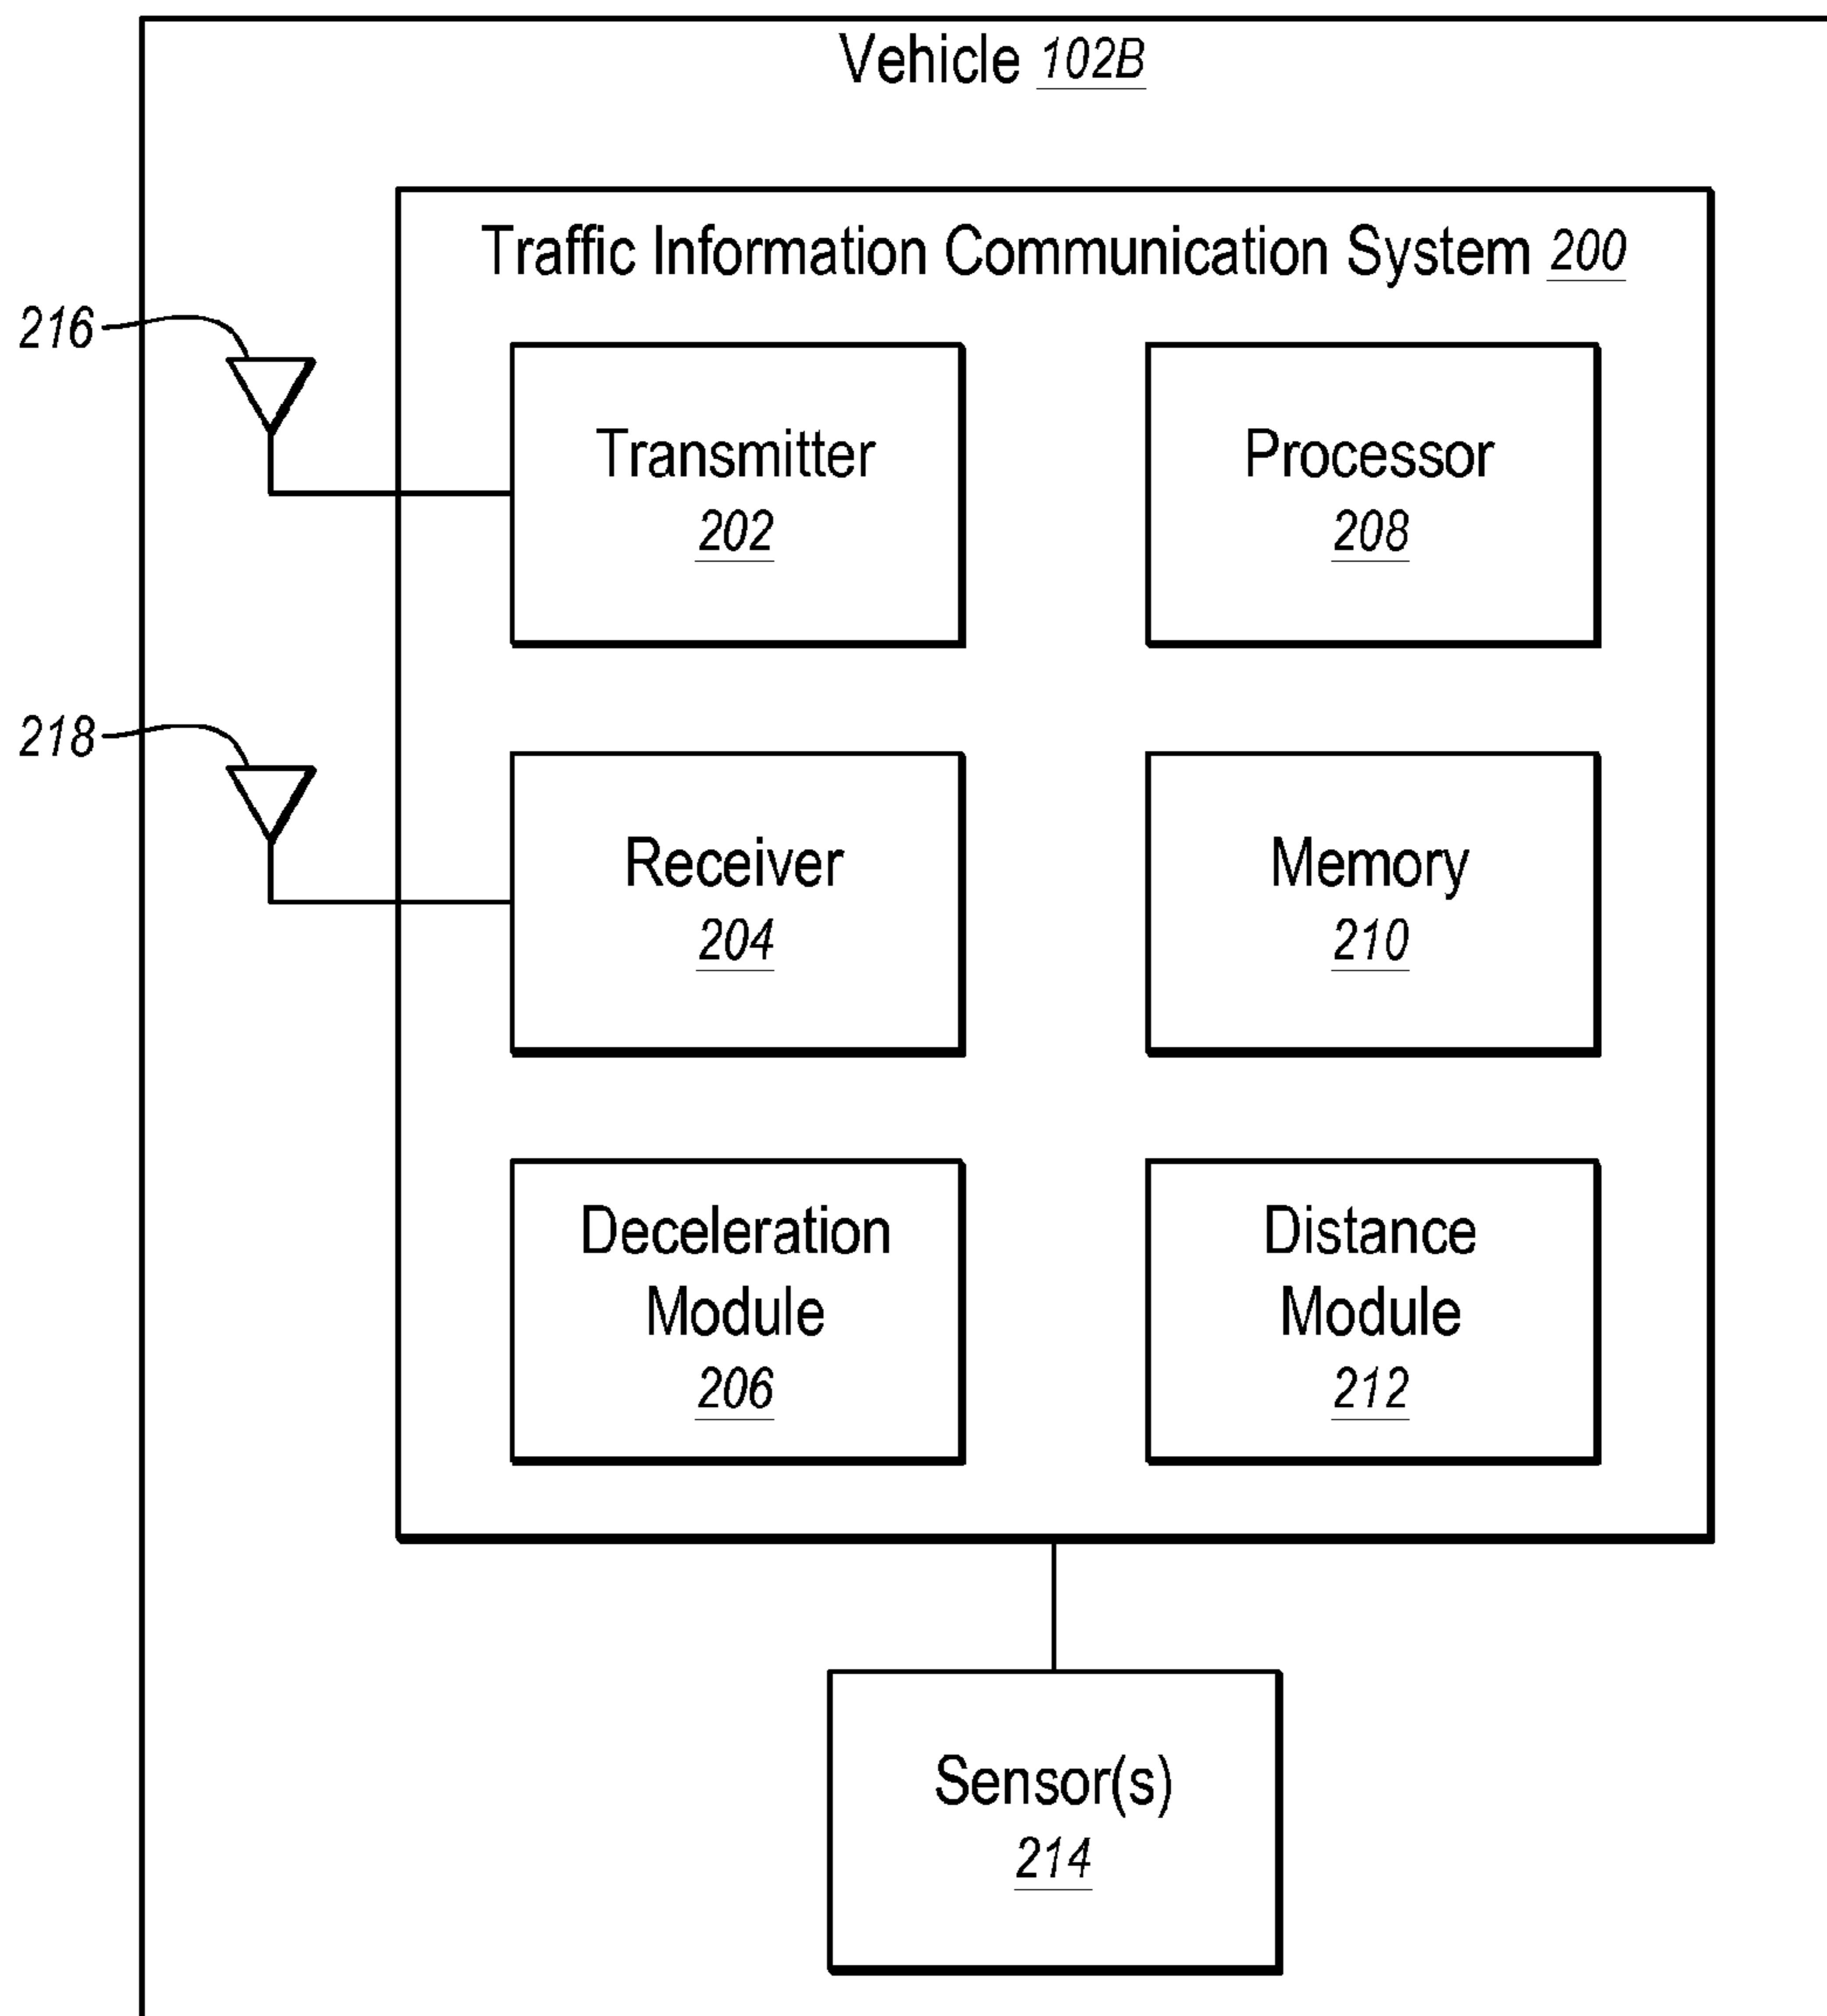 Vehicle 102B
Traffic Information Communication System 200
216
Transmitter
202
Processor
208
218
Receiver
204
Memory
210
Deceleration
Module
206
Distance
Module
212
Sensor(s)
214